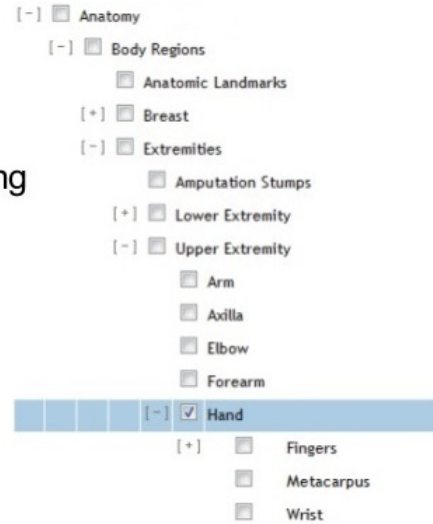 [-] Anatomy
[-] Body Regions
Anatomic Landmarks
[+] Breast
[-] Extremities
ng
Amputation Stumps
[+] Lower Extremity
[-] Upper Extremity
Arm
Axilla
Elbow
Forearm
[-] Hand
[+] Fingers
Metacarpus
Wrist